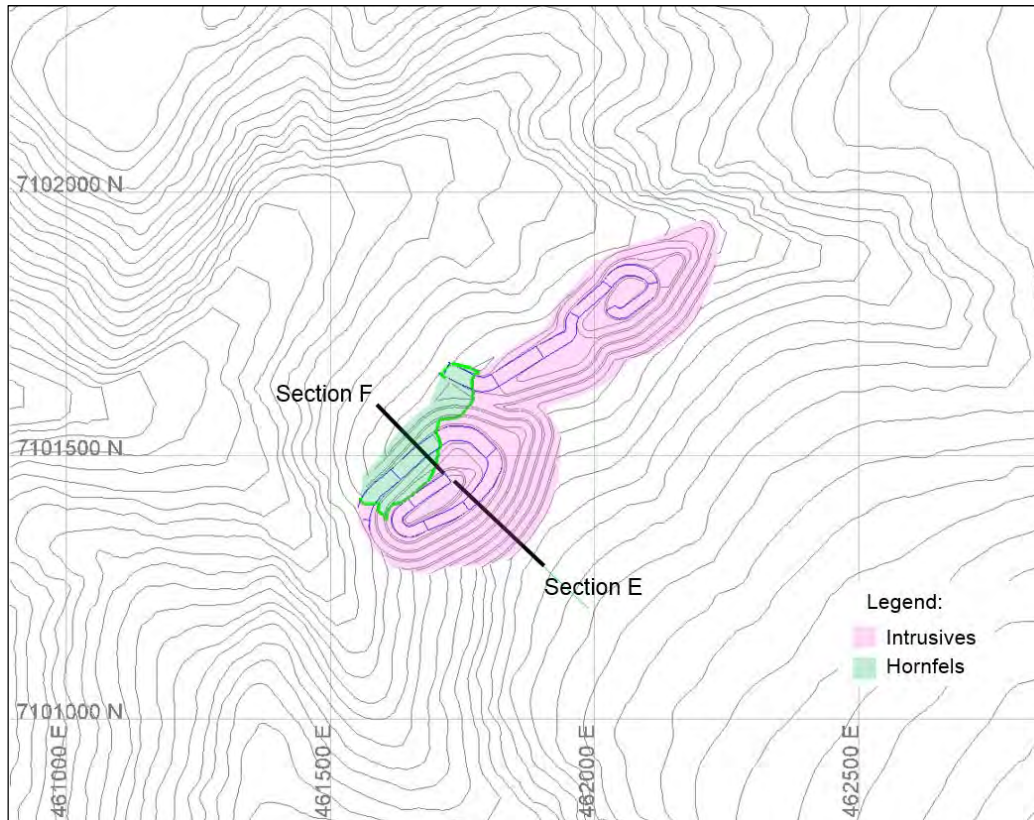 7102000 N
Section F
7101500 N
Section E
Legend:
Intrusives
Hornfels
7101000 N
461000 E
461500 E
462000 E
462500 E